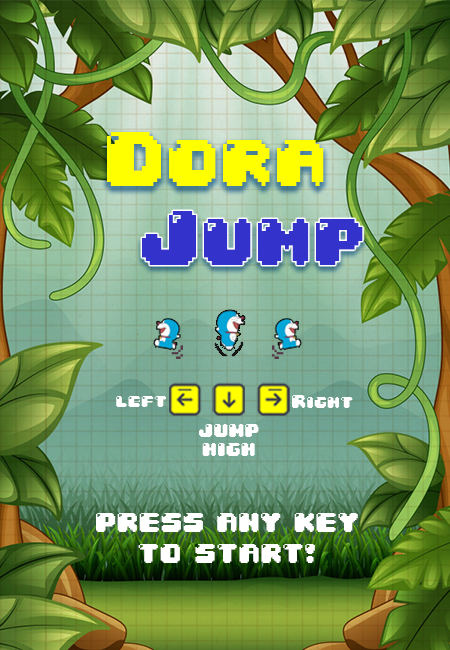 DORA
JUMP
LEFT ← ↓ → RIGHT
JUMP
HIGH
PRESS ANY KEY
TO START!